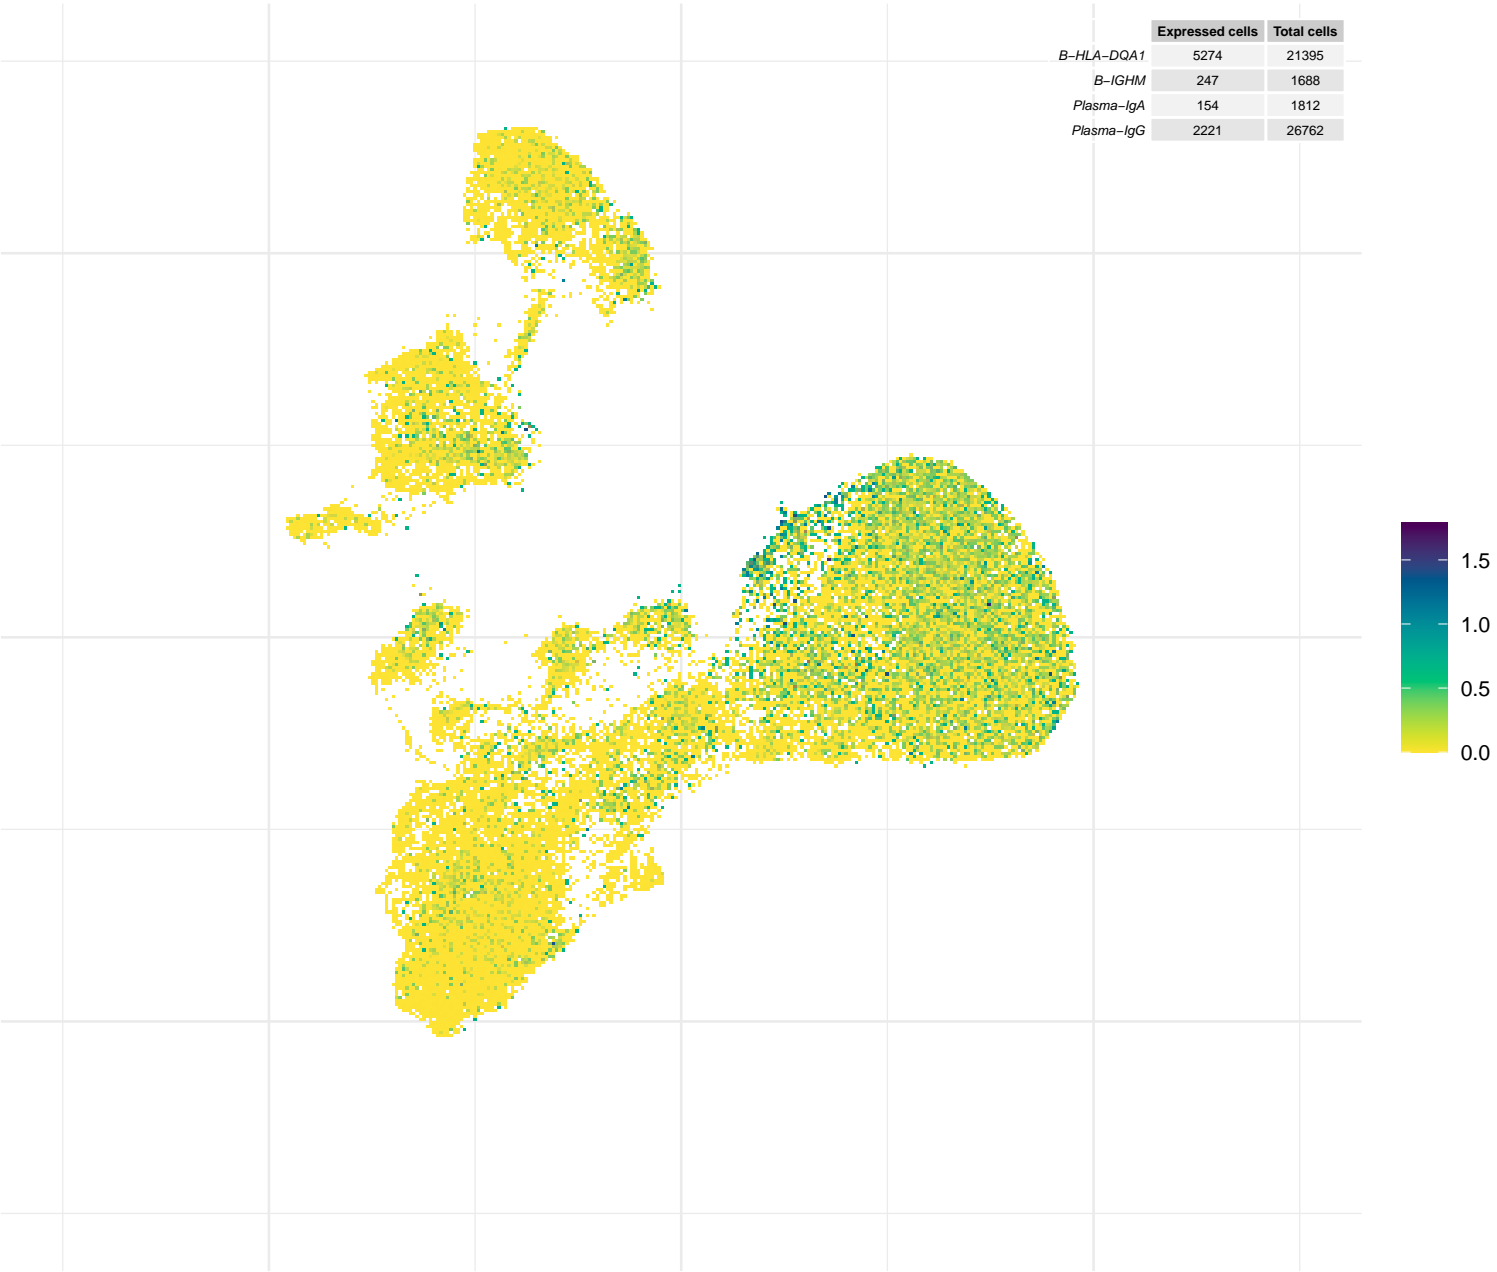 Expressed cells Total cells
B−HLA−DQA1 5274 21395
B−IGHM 247 1688
Plasma−IgA 154 1812
Plasma−IgG 2221 26762
1.5
1.0
0.5
0.0